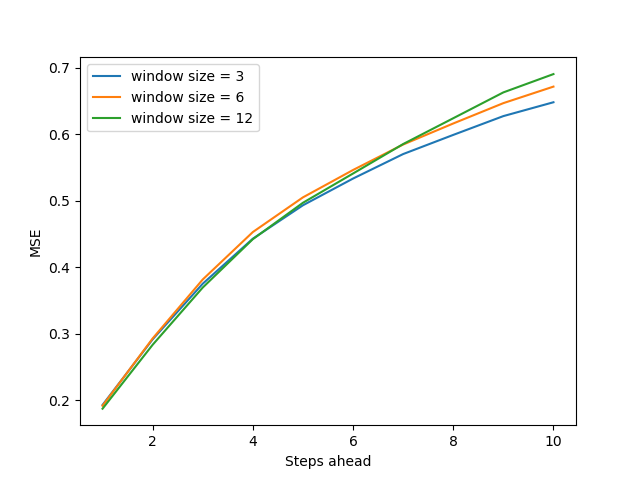 0.7
0.6
0.5
0.4
0.3
0.2
MSE
window size = 3
window size = 6
window size = 12
2
4
6
8
10
Steps ahead